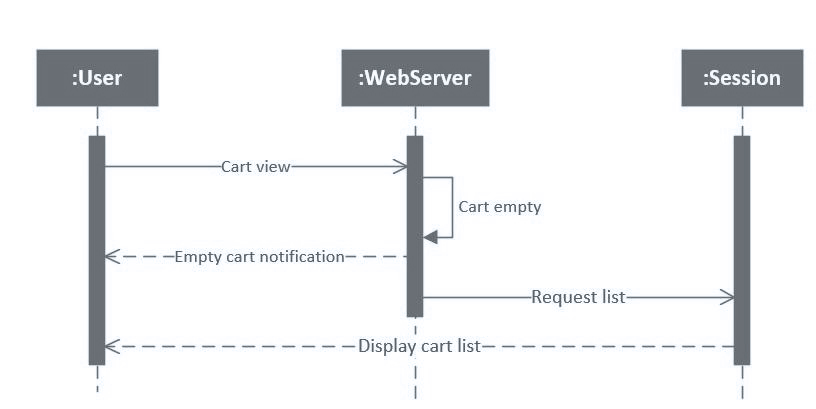 :User
:WebServer
:Session
Cart view
Cart empty
Empty cart notification
Request list
Display cart list